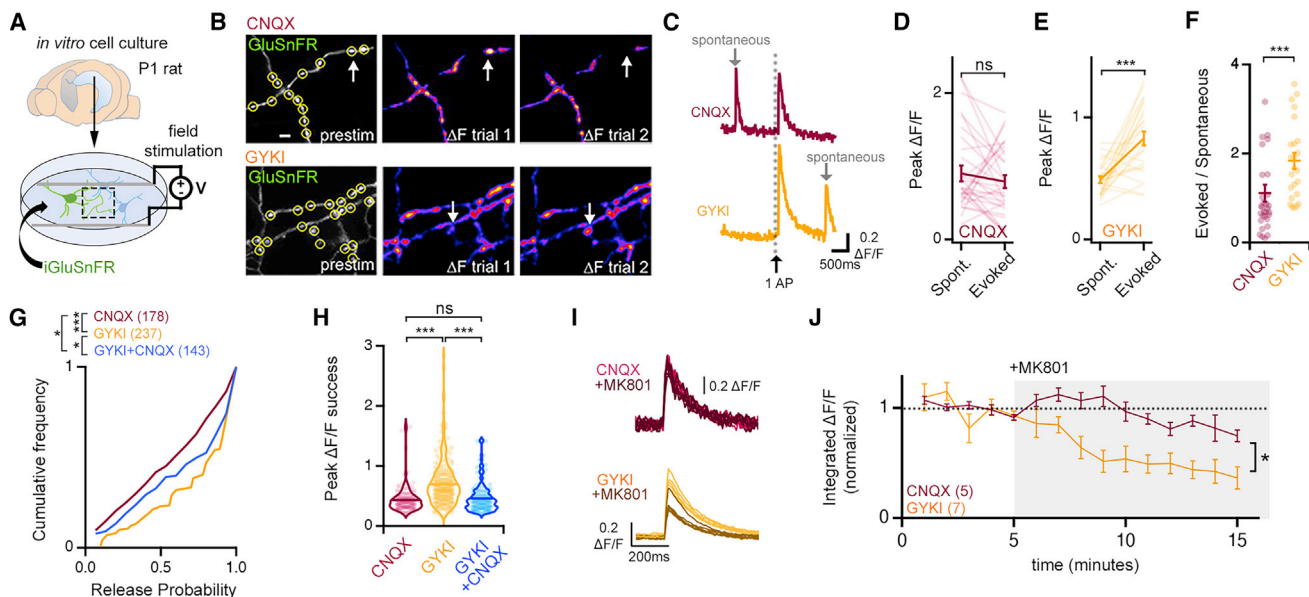 A
in vitro cell culture
P1 rat
field
stimulation
V
iGluSnFR
B
CNQX
GluSnFR
prestim
ΔF trial 1
ΔF trial 2
GYKI
GluSnFR
prestim
ΔF trial 1
ΔF trial 2
C
spontaneous
CNQX
spontaneous
GYKI
0.2
ΔF/F
500ms
1 AP
D
ns
Peak ΔF/F
2
1
0
CNQX
Spont.
Evoked
E
***
Peak ΔF/F
1
0
GYKI
Spont.
Evoked
F
***
Evoked / Spontaneous
4
2
0
CNQX
GYKI
G
CNQX (178)
GYKI (237)
GYKI+CNQX (143)
*
***
*
Cumulative frequency
1
0
0.0
0.5
1.0
Release Probability
H
ns
***
***
Peak ΔF/F success
3
2
1
0
CNQX
GYKI
GYKI
+CNQX
I
CNQX
+MK801
0.2 ΔF/F
GYKI
+MK801
0.2
ΔF/F
200ms
J
+MK801
Integrated ΔF/F
(normalized)
1
0
*
CNQX (5)
GYKI (7)
0
5
10
15
time (minutes)